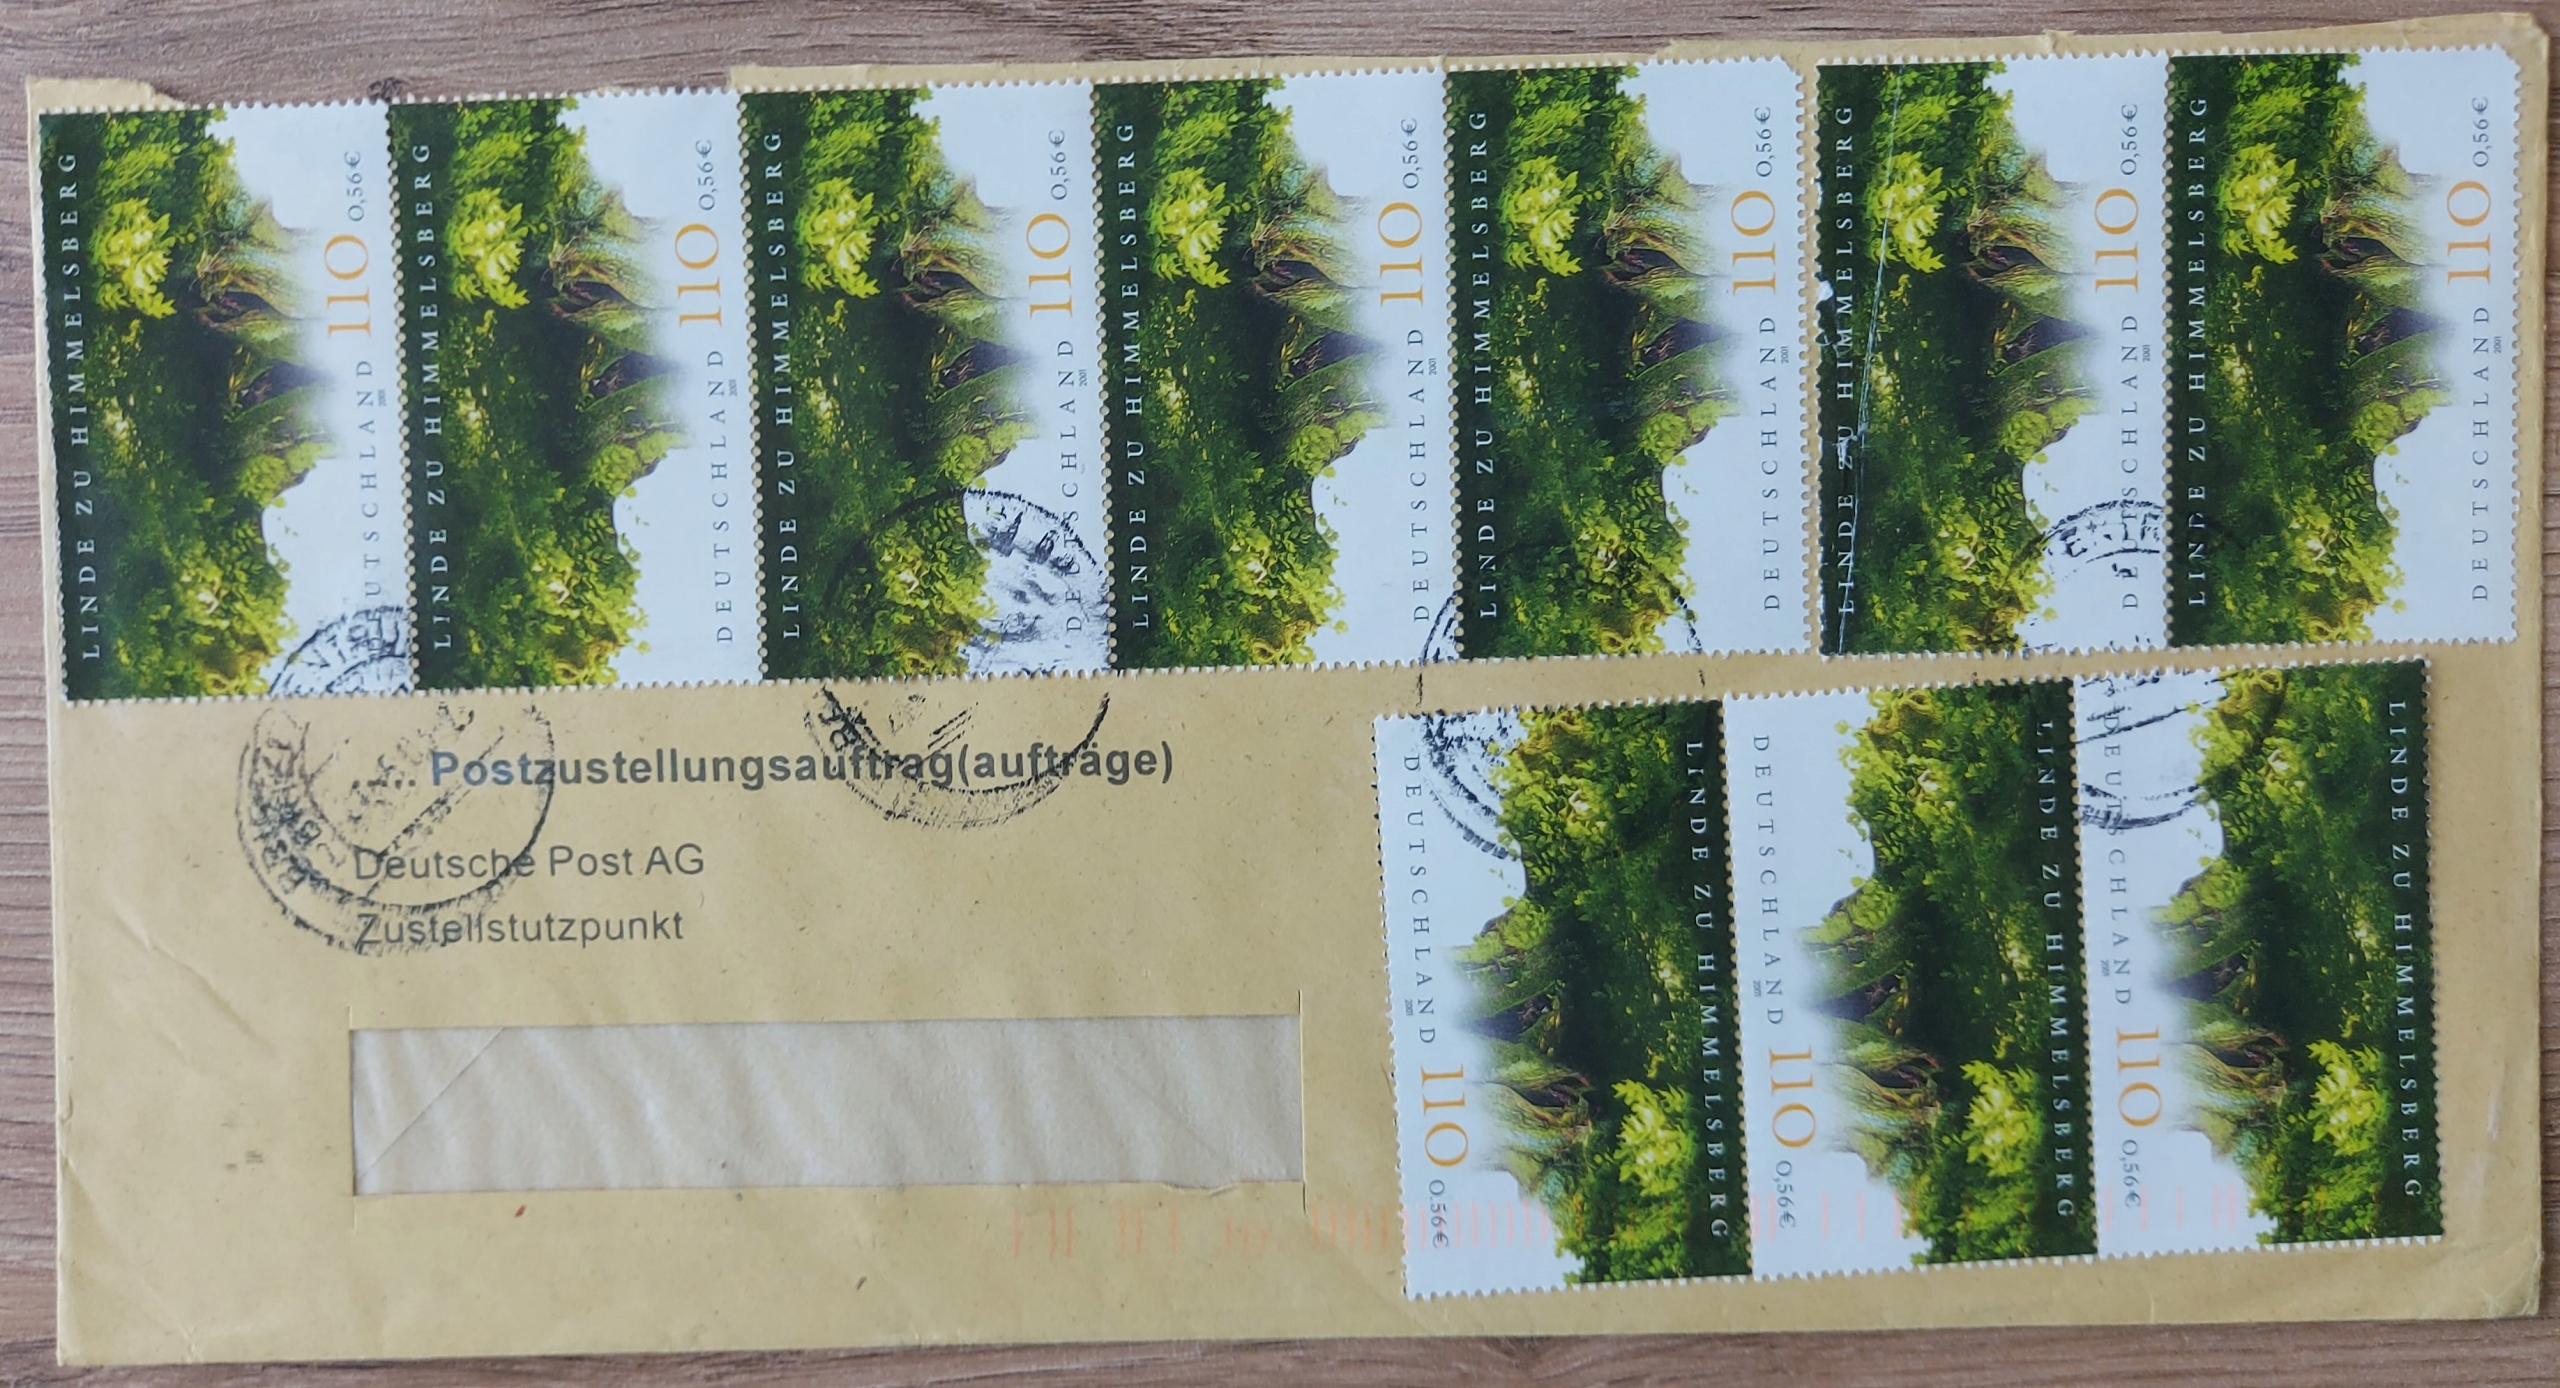 LINDE ZU HIMMELSBERG
DEUTSCHLAND 110 0,56€
2001
LINDE ZU HIMMELSBERG
DEUTSCHLAND 110 0,56€
2001
LINDE ZU HIMMELSBERG
DEUTSCHLAND 110 0,56€
2001
LINDE ZU HIMMELSBERG
DEUTSCHLAND 110 0,56€
2001
LINDE ZU HIMMELSBERG
DEUTSCHLAND 110 0,56€
2001
LINDE ZU HIMMELSBERG
DEUTSCHLAND 110 0,56€
2001
LINDE ZU HIMMELSBERG
DEUTSCHLAND 110 0,56€
2001
... Postzustellungsauftrag(aufträge)
Deutsche Post AG
Zustellstutzpunkt
DEUTSCHLAND 110 0,56€
2001
LINDE ZU HIMMELSBERG
DEUTSCHLAND 110 0,56€
2001
LINDE ZU HIMMELSBERG
DEUTSCHLAND 110 0,56€
2001
LINDE ZU HIMMELSBERG